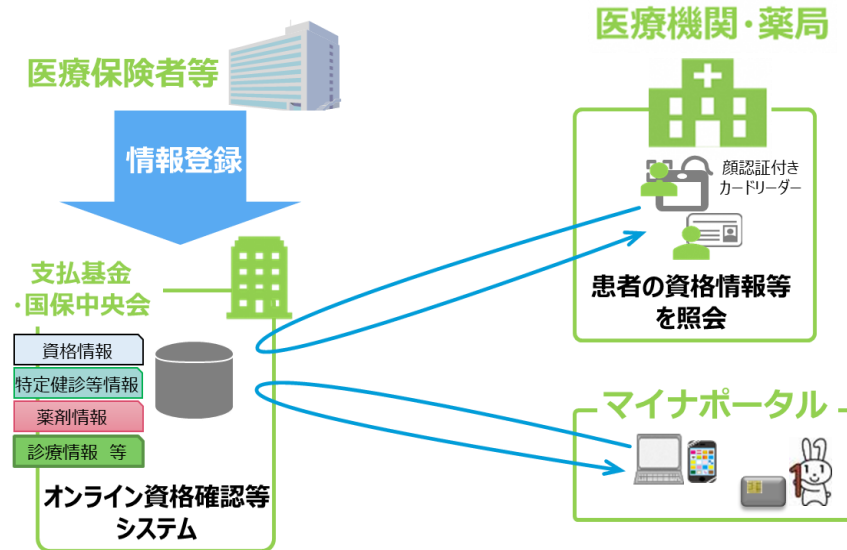 医療保険者等
情報登録
支払基金
・国保中央会
資格情報
特定健診等情報
薬剤情報
診療情報 等
オンライン資格確認等
システム
医療機関・薬局
顔認証付き
カードリーダー
患者の資格情報等
を照会
マイナポータル